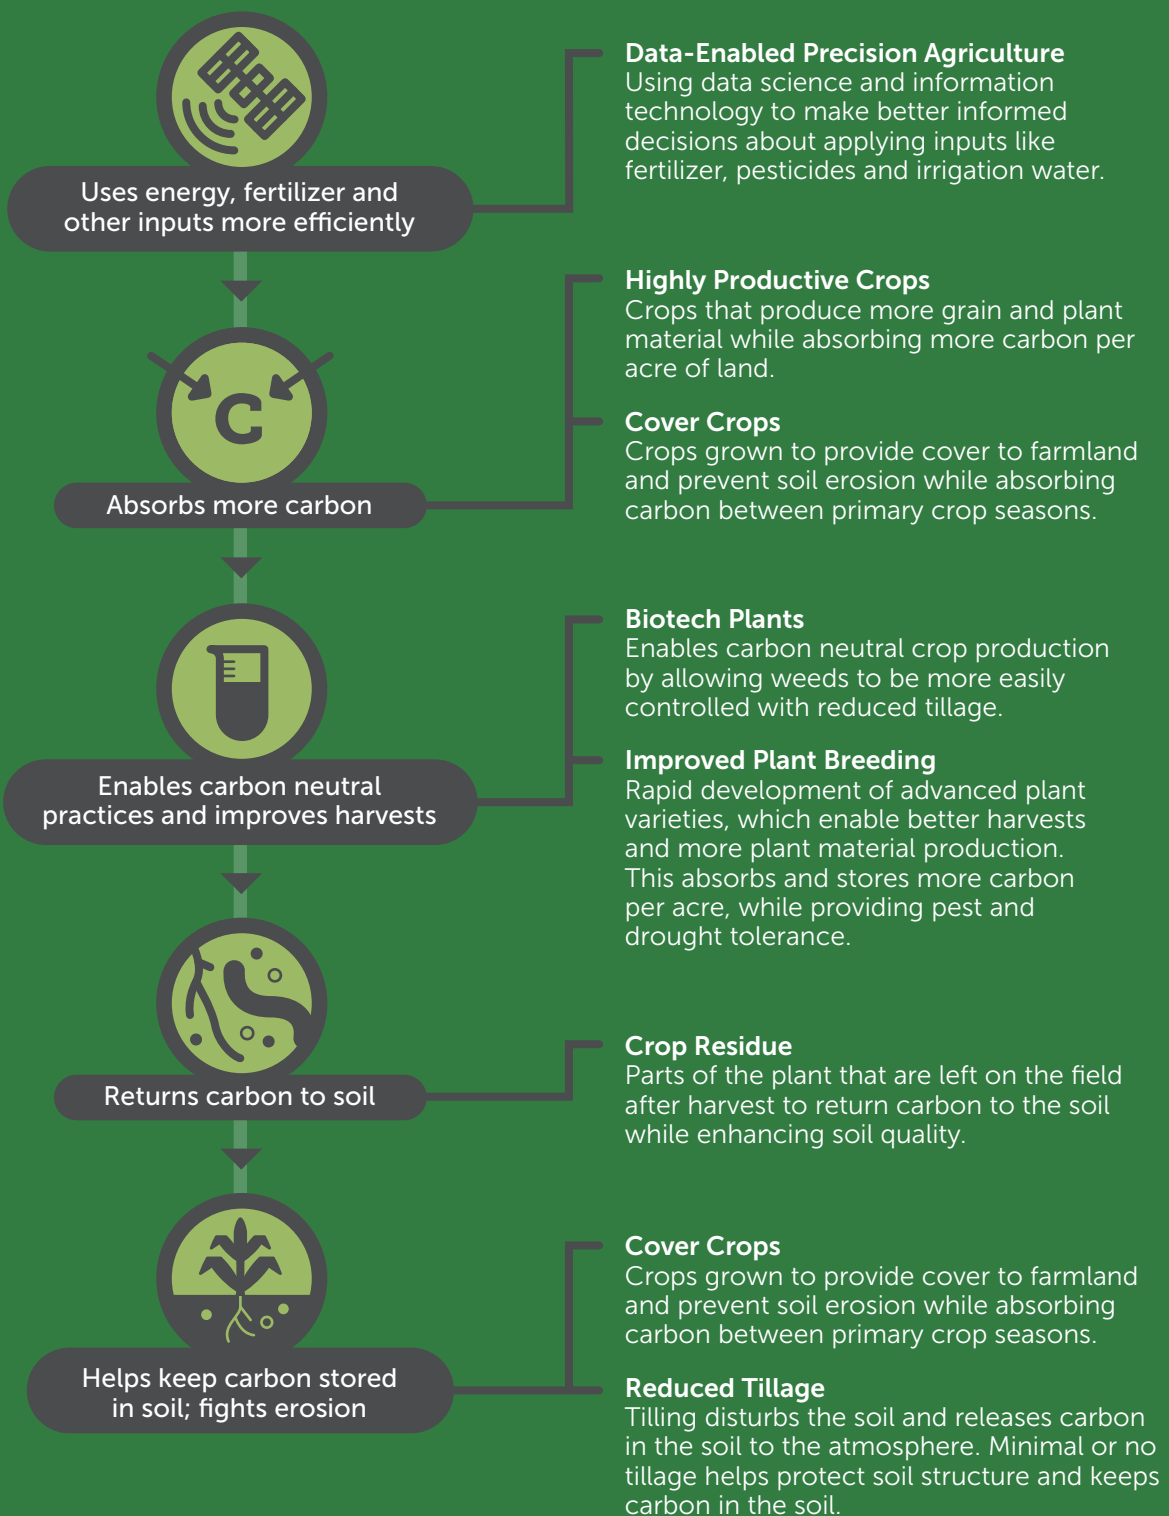 Data-Enabled Precision Agriculture
Using data science and information
technology to make better informed
decisions about applying inputs like
fertilizer, pesticides and irrigation water.
Uses energy, fertilizer and
other inputs more efficiently
Highly Productive Crops
Crops that produce more grain and plant
material while absorbing more carbon per
acre of land.
C
Cover Crops
Crops grown to provide cover to farmland
and prevent soil erosion while absorbing
carbon between primary crop seasons.
Absorbs more carbon
Biotech Plants
Enables carbon neutral crop production
by allowing weeds to be more easily
controlled with reduced tillage.
Improved Plant Breeding
Rapid development of advanced plant
varieties, which enable better harvests
and more plant material production.
This absorbs and stores more carbon
per acre, while providing pest and
drought tolerance.
Enables carbon neutral
practices and improves harvests
Crop Residue
Parts of the plant that are left on the field
after harvest to return carbon to the soil
while enhancing soil quality.
Returns carbon to soil
Cover Crops
Crops grown to provide cover to farmland
and prevent soil erosion while absorbing
carbon between primary crop seasons.
Helps keep carbon stored
in soil; fights erosion
Reduced Tillage
Tilling disturbs the soil and releases carbon
in the soil to the atmosphere. Minimal or no
tillage helps protect soil structure and keeps
carbon in the soil.